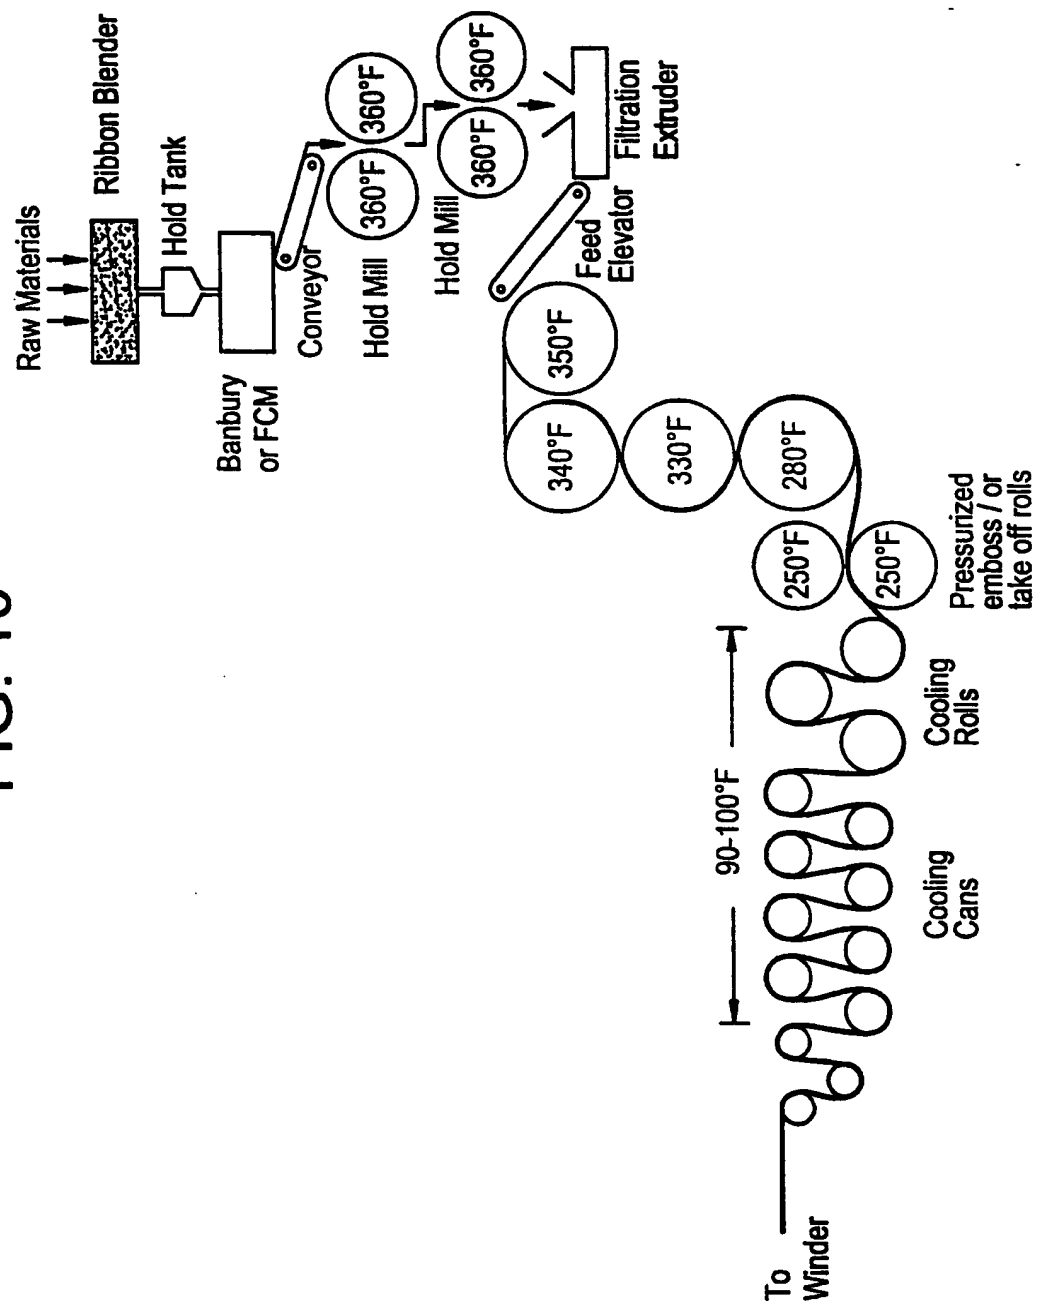 Raw Materials
Ribbon Blender
Hold Tank
Banbury
or FCM
Conveyor
360°F
360°F
Hold Mill
360°F
360°F
Hold Mill
Filtration
Extruder
Feed
Elevator
350°F
340°F
330°F
280°F
250°F
250°F
Pressurized
emboss / or
take off rolls
90-100°F
Cooling
Rolls
Cooling
Cans
To
Winder